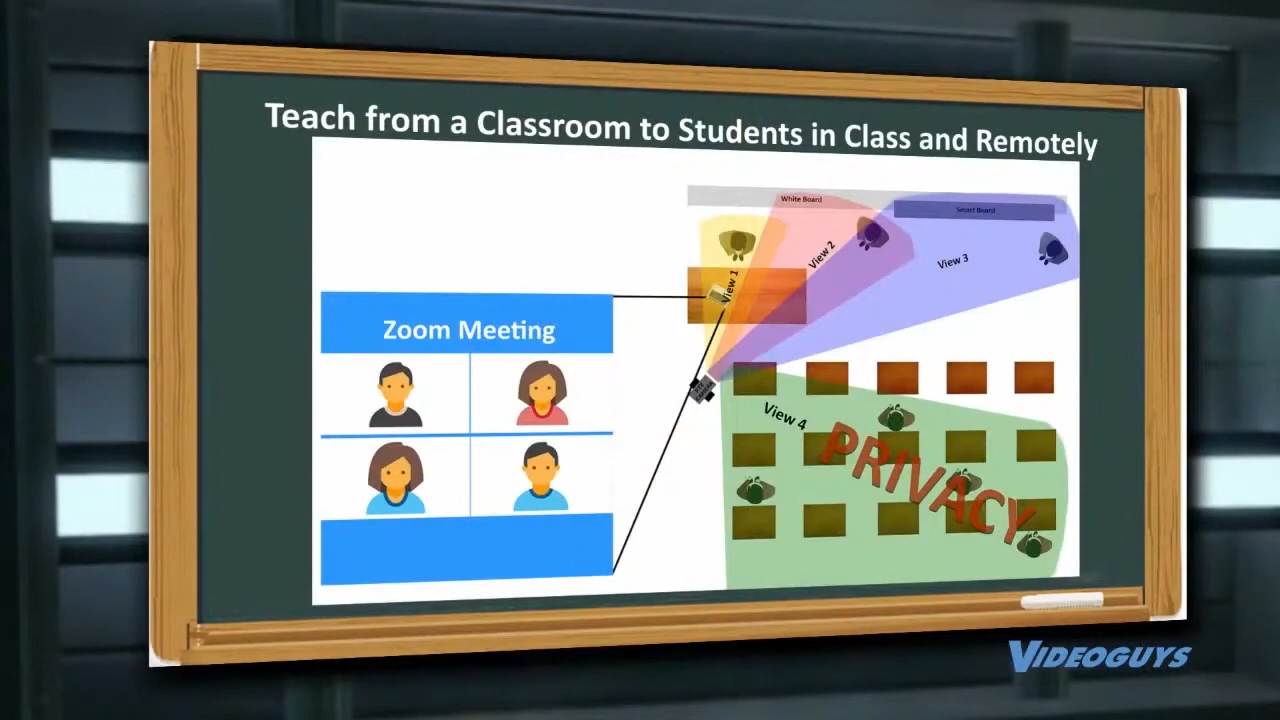 Teach from a Classroom to Students in Class and Remotely
White Board
Smart Board
View 1
View 2
View 3
Zoom Meeting
View 4
PRIVACY
VIDEOGUYS